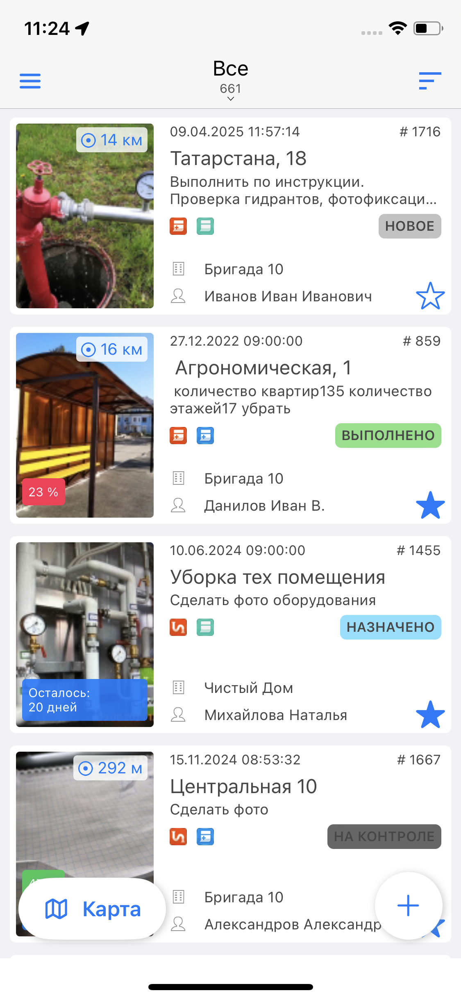 11:24
Все
661
14 км
09.04.2025 11:57:14
# 1716
Татарстана, 18
Выполнить по инструкции.
Проверка гидрантов, фотофиксаци...
НОВОЕ
Бригада 10
Иванов Иван Иванович
16 км
27.12.2022 09:00:00
# 859
Агрономическая, 1
количество квартир135 количество
этажей17 убрать
ВЫПОЛНЕНО
23 %
Бригада 10
Данилов Иван В.
10.06.2024 09:00:00
# 1455
Уборка тех помещения
Сделать фото оборудования
НАЗНАЧЕНО
Осталось:
20 дней
Чистый Дом
Михайлова Наталья
292 м
15.11.2024 08:53:32
# 1667
Центральная 10
Сделать фото
НА КОНТРОЛЕ
Бригада 10
Александров Александр
Карта